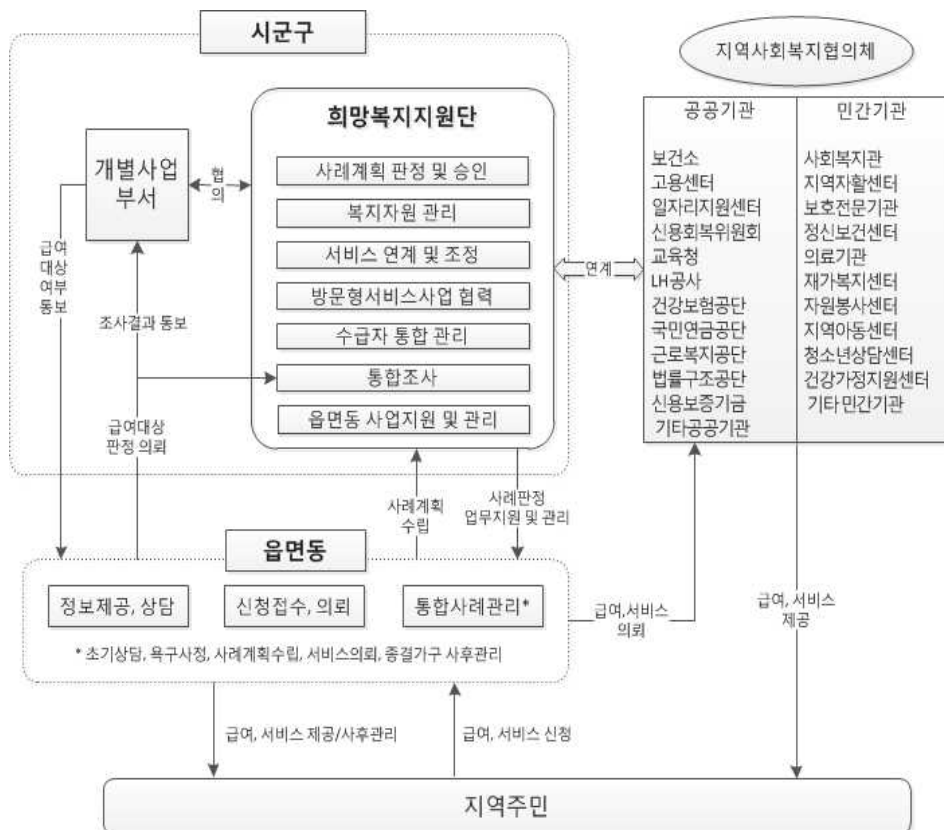 시군구
지역사회복지협의체
희망복지지원단
사례계획 판정 및 승인
복지자원 관리
서비스 연계 및 조정
방문형서비스사업 협력
수급자 통합 관리
통합조사
읍면동 사업지원 및 관리
개별사업
부서
협
의
급여
대상
여부
통보
조사결과 통보
급여대상
판정 의뢰
연계
공공기관
보건소
고용센터
일자리지원센터
신용회복위원회
교육청
LH공사
건강보험공단
국민연금공단
근로복지공단
법률구조공단
신용보증기금
기타공공기관
민간기관
사회복지관
지역자활센터
보호전문기관
정신보건센터
의료기관
재가복지센터
자원봉사센터
지역아동센터
청소년상담센터
건강가정지원센터
기타 민간기관
사례계획
수립
사례판정
업무지원 및 관리
읍면동
정보제공, 상담
신청접수, 의뢰
통합사례관리*
* 초기상담, 욕구사정, 사례계획수립, 서비스의뢰, 종결가구 사후관리
급여,서비스
의뢰
급여, 서비스
제공
급여, 서비스 제공/사후관리
급여, 서비스 신청
지역주민